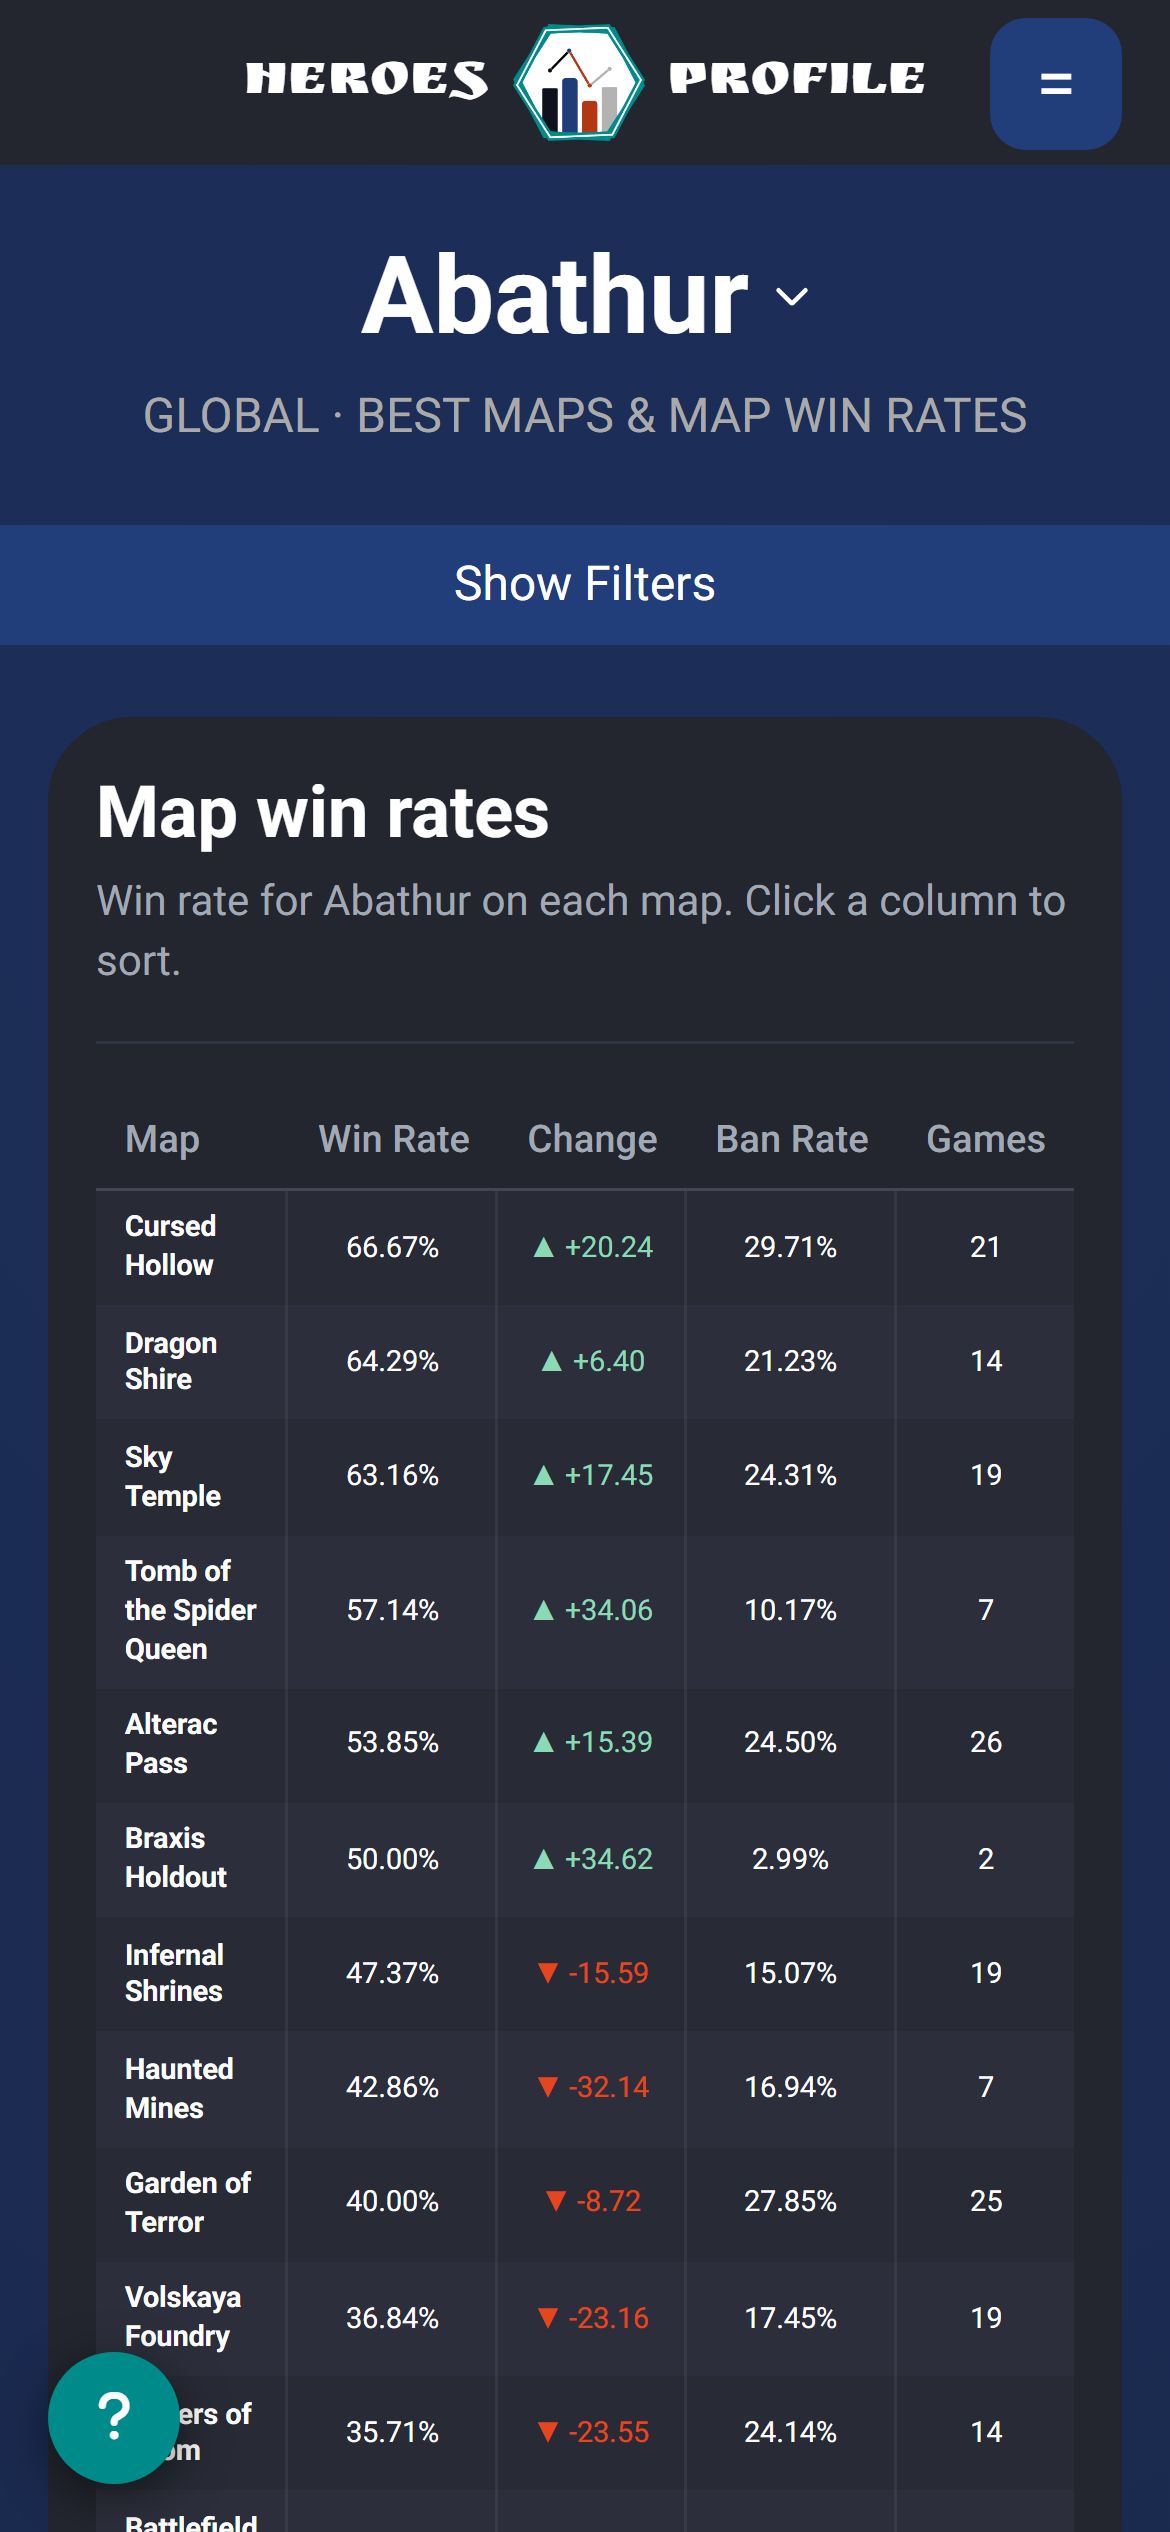 HEROES PROFILE
Abathur
GLOBAL · BEST MAPS & MAP WIN RATES
Show Filters
Map win rates
Win rate for Abathur on each map. Click a column to
sort.
Map Win Rate Change Ban Rate Games
Cursed
Hollow
66.67% ▲ +20.24 29.71% 21
Dragon
Shire
64.29% ▲ +6.40 21.23% 14
Sky
Temple
63.16% ▲ +17.45 24.31% 19
Tomb of
the Spider
Queen
57.14% ▲ +34.06 10.17% 7
Alterac
Pass
53.85% ▲ +15.39 24.50% 26
Braxis
Holdout
50.00% ▲ +34.62 2.99% 2
Infernal
Shrines
47.37% ▼ -15.59 15.07% 19
Haunted
Mines
42.86% ▼ -32.14 16.94% 7
Garden of
Terror
40.00% ▼ -8.72 27.85% 25
Volskaya
Foundry
36.84% ▼ -23.16 17.45% 19
of
35.71% ▼ -23.55 24.14% 14
Battlefield
?